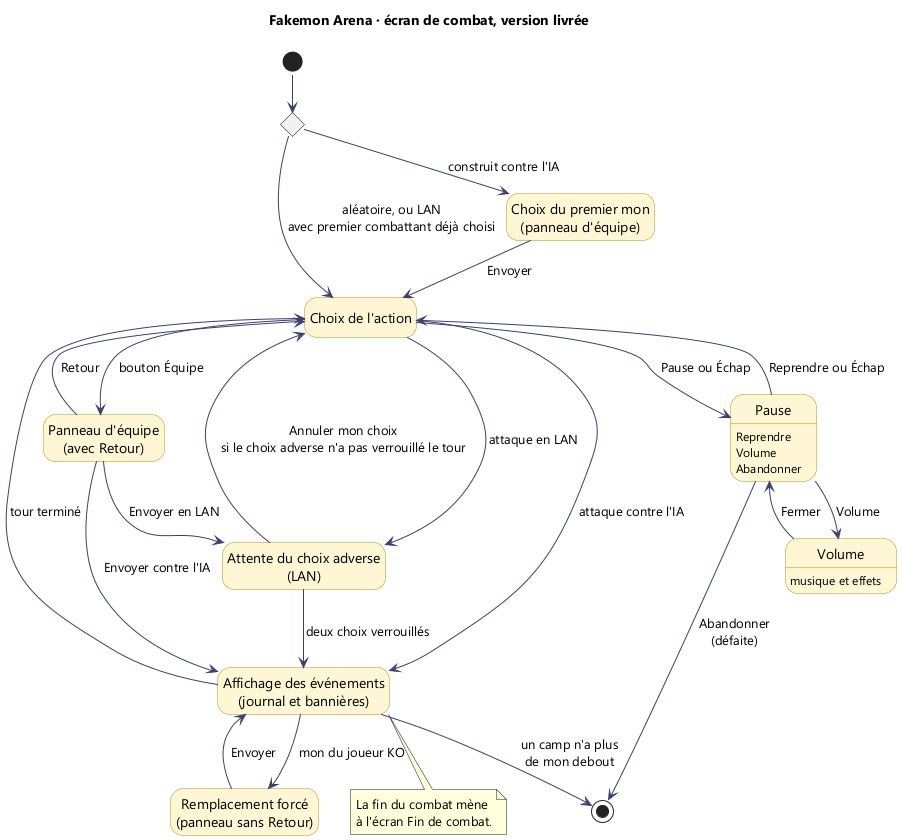 Fakemon Arena · écran de combat, version livrée
construit contre l'IA
aléatoire, ou LAN
avec premier combattant déjà choisi
Choix du premier mon
(panneau d'équipe)
Envoyer
Choix de l'action
Retour
bouton Équipe
Pause ou Échap
Reprendre ou Échap
Panneau d'équipe
(avec Retour)
Annuler mon choix
si le choix adverse n'a pas verrouillé le tour
attaque en LAN
Pause
Reprendre
Volume
Abandonner
tour terminé
Envoyer en LAN
attaque contre l'IA
Fermer
Volume
Attente du choix adverse
(LAN)
Envoyer contre l'IA
Volume
musique et effets
deux choix verrouillés
Abandonner
(défaite)
Affichage des événements
(journal et bannières)
Envoyer
mon du joueur KO
un camp n'a plus
de mon debout
Remplacement forcé
(panneau sans Retour)
La fin du combat mène
à l'écran Fin de combat.